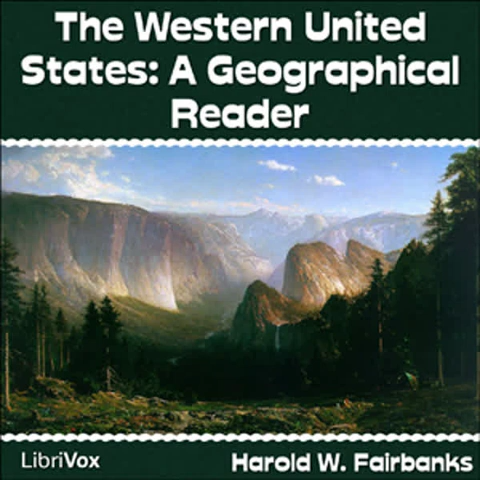 The Western United
States: A Geographical
Reader
LibriVox
Harold W. Fairbanks